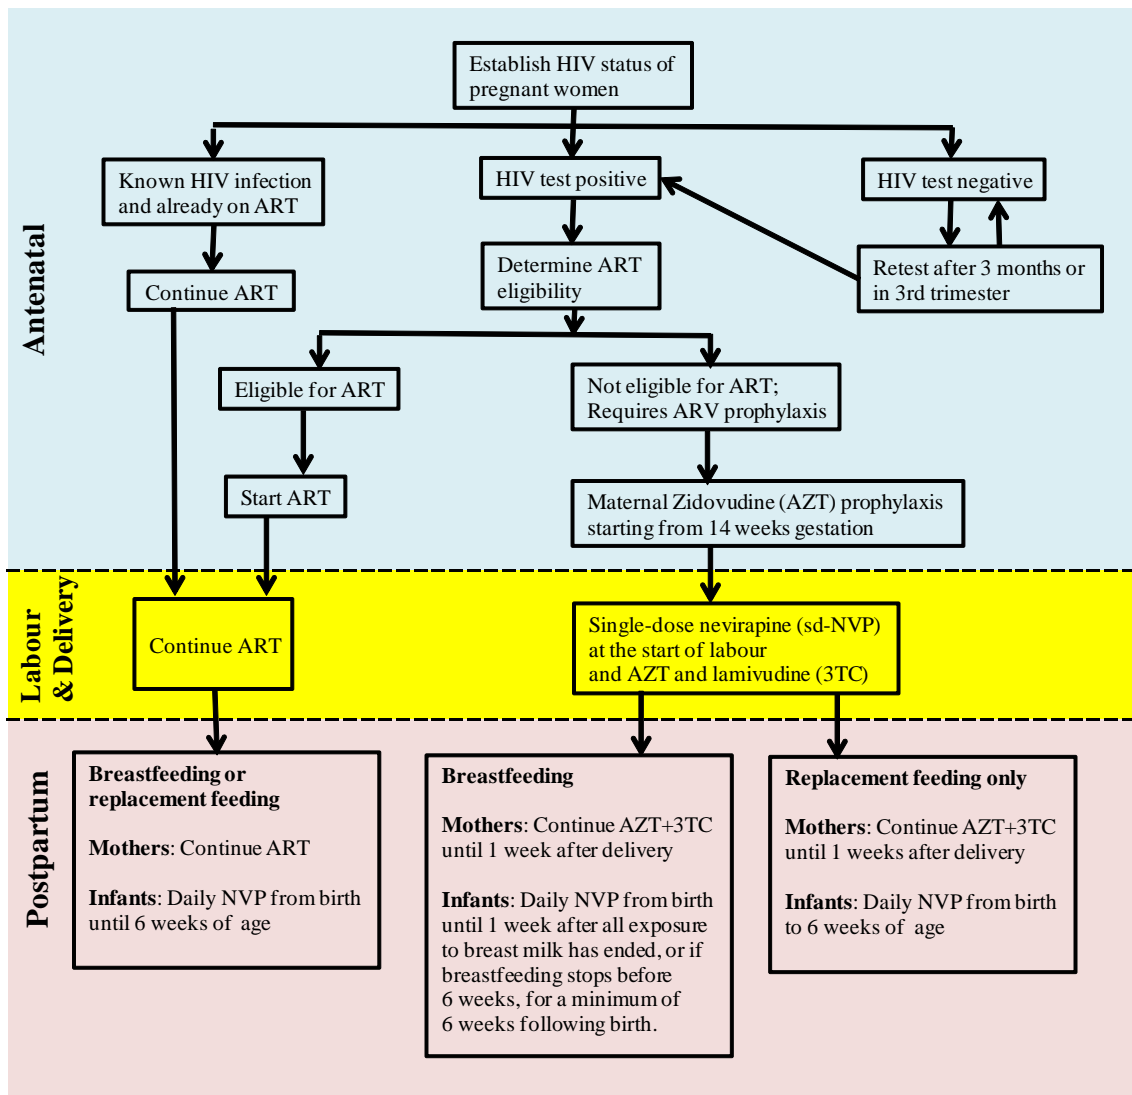 Establish HIV status of
pregnant women
Known HIV infection
and already on ART
HIV test positive
HIV test negative
Continue ART
Determine ART
eligibility
Retest after 3 months or
in 3rd trimester
Antenatal
Eligible for ART
Not eligible for ART;
Requires ARV prophylaxis
Start ART
Maternal Zidovudine (AZT) prophylaxis
starting from 14 weeks gestation
Labour
& Delivery
Continue ART
Single-dose nevirapine (sd-NVP)
at the start of labour
and AZT and lamivudine (3TC)
Postpartum
Breastfeeding or
replacement feeding
Mothers: Continue ART
Infants: Daily NVP from birth
until 6 weeks of age
Breastfeeding
Mothers: Continue AZT+3TC
until 1 week after delivery
Infants: Daily NVP from birth
until 1 week after all exposure
to breast milk has ended, or if
breastfeeding stops before
6 weeks, for a minimum of
6 weeks following birth.
Replacement feeding only
Mothers: Continue AZT+3TC
until 1 weeks after delivery
Infants: Daily NVP from birth
to 6 weeks of age